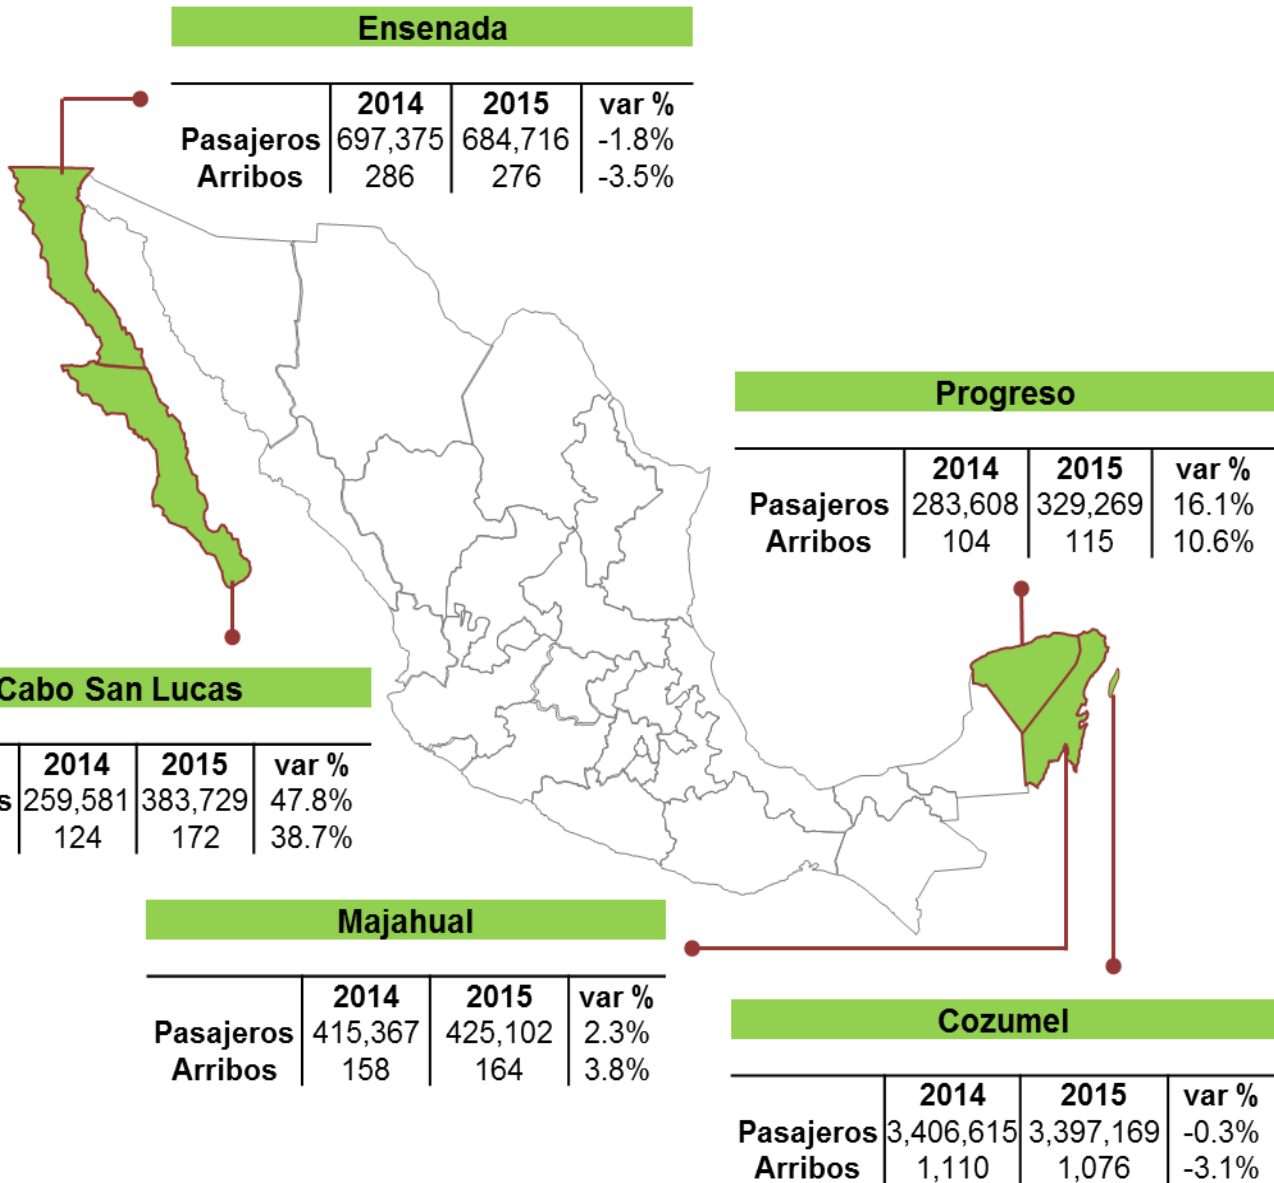 Ensenada
2014 2015 var %
Pasajeros 697,375 684,716 -1.8%
Arribos 286 276 -3.5%
Progreso
2014 2015 var %
Pasajeros 283,608 329,269 16.1%
Arribos 104 115 10.6%
Cabo San Lucas
2014 2015 var %
s 259,581 383,729 47.8%
124 172 38.7%
Majahual
2014 2015 var %
Pasajeros 415,367 425,102 2.3%
Arribos 158 164 3.8%
Cozumel
2014 2015 var %
Pasajeros 3,406,615 3,397,169 -0.3%
Arribos 1,110 1,076 -3.1%